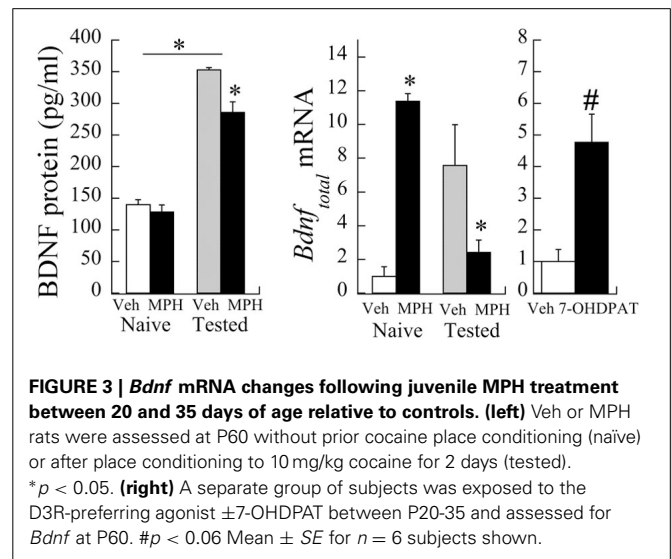 BDNF protein (pg/ml)
400
350
300
250
200
150
100
50
0
*
*
Veh MPH Veh MPH
Naive Tested
Bdnf total mRNA
14
12
10
8
6
4
2
0
*
*
Veh MPH Veh MPH
Naive Tested
8
7
6
5
4
3
2
1
0
#
Veh 7-OHDPAT
FIGURE 3 | Bdnf mRNA changes following juvenile MPH treatment
between 20 and 35 days of age relative to controls. (left) Veh or MPH
rats were assessed at P60 without prior cocaine place conditioning (naïve)
or after place conditioning to 10 mg/kg cocaine for 2 days (tested).
*p < 0.05. (right) A separate group of subjects was exposed to the
D3R-preferring agonist ±7-OHDPAT between P20-35 and assessed for
Bdnf at P60. #p < 0.06 Mean ± SE for n = 6 subjects shown.